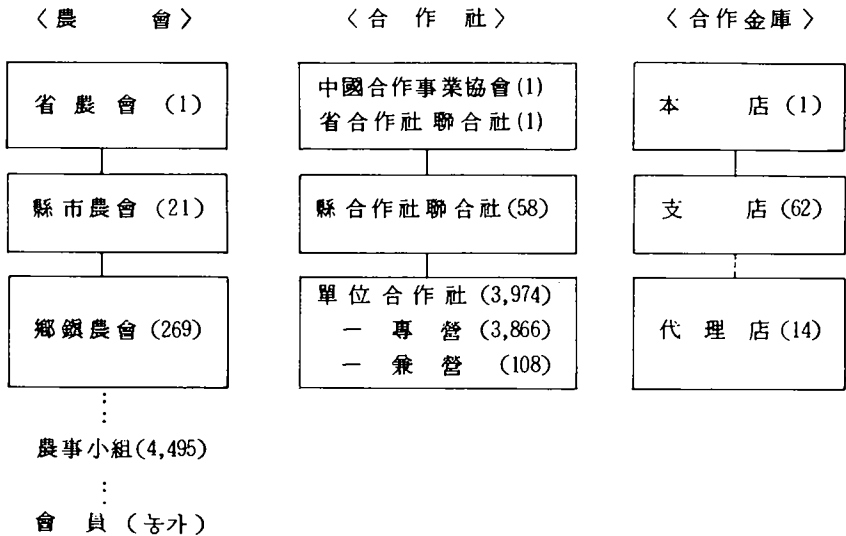 〈農 會〉
省農會 (1)
縣市農會 (21)
鄉鎭農會 (269)
農事小組(4,495)
會員 (농가)
〈合作社〉
中國合作事業協會(1)
省合作社聯合社(1)
縣合作社聯合社(58)
單位合作社 (3,974)
— 專營 (3,866)
— 兼營 (108)
〈合作金庫〉
本店 (1)
支店 (62)
代理店 (14)